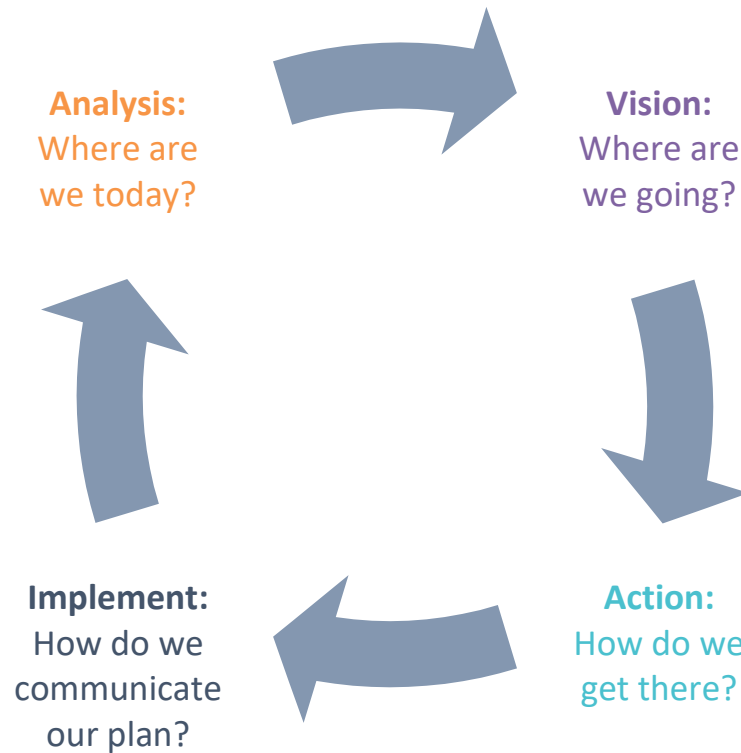 Analysis:
Where are
we today?
Vision:
Where are
we going?
Action:
How do we
get there?
Implement:
How do we
communicate
our plan?